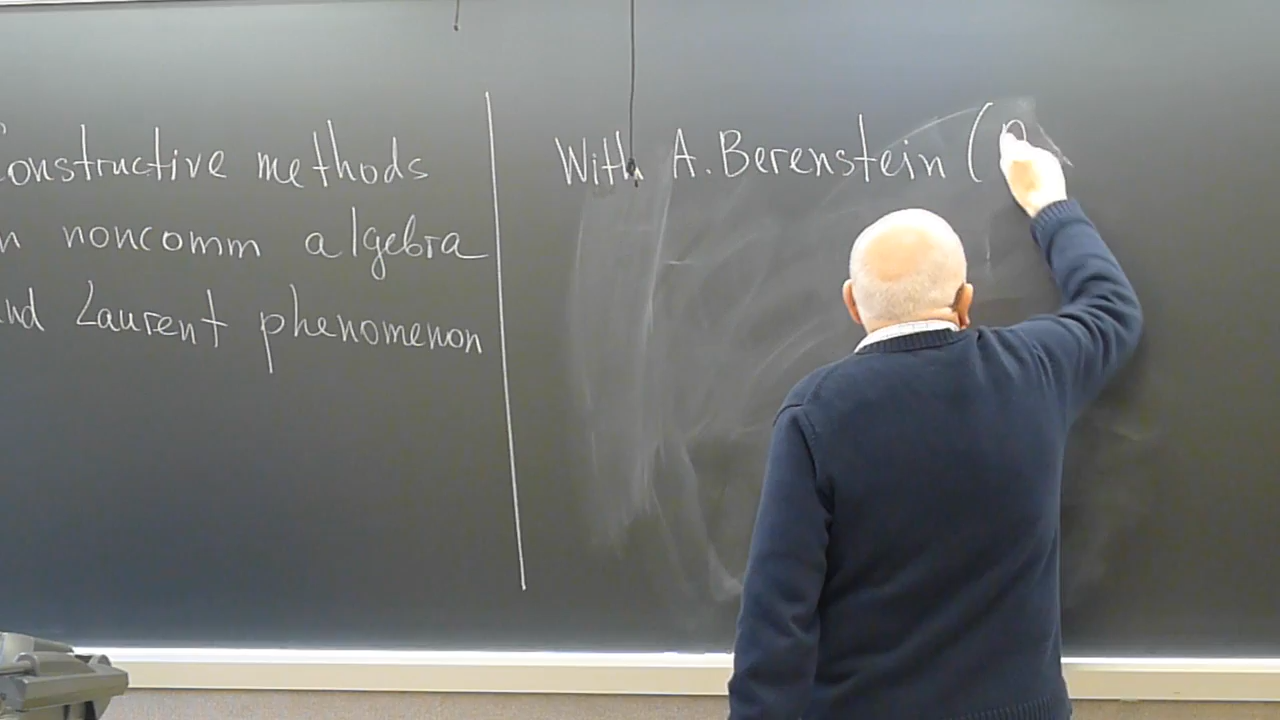 onstructive methods
n noncomm algebra
nd Laurent phenomenon
With A. Berenstein (